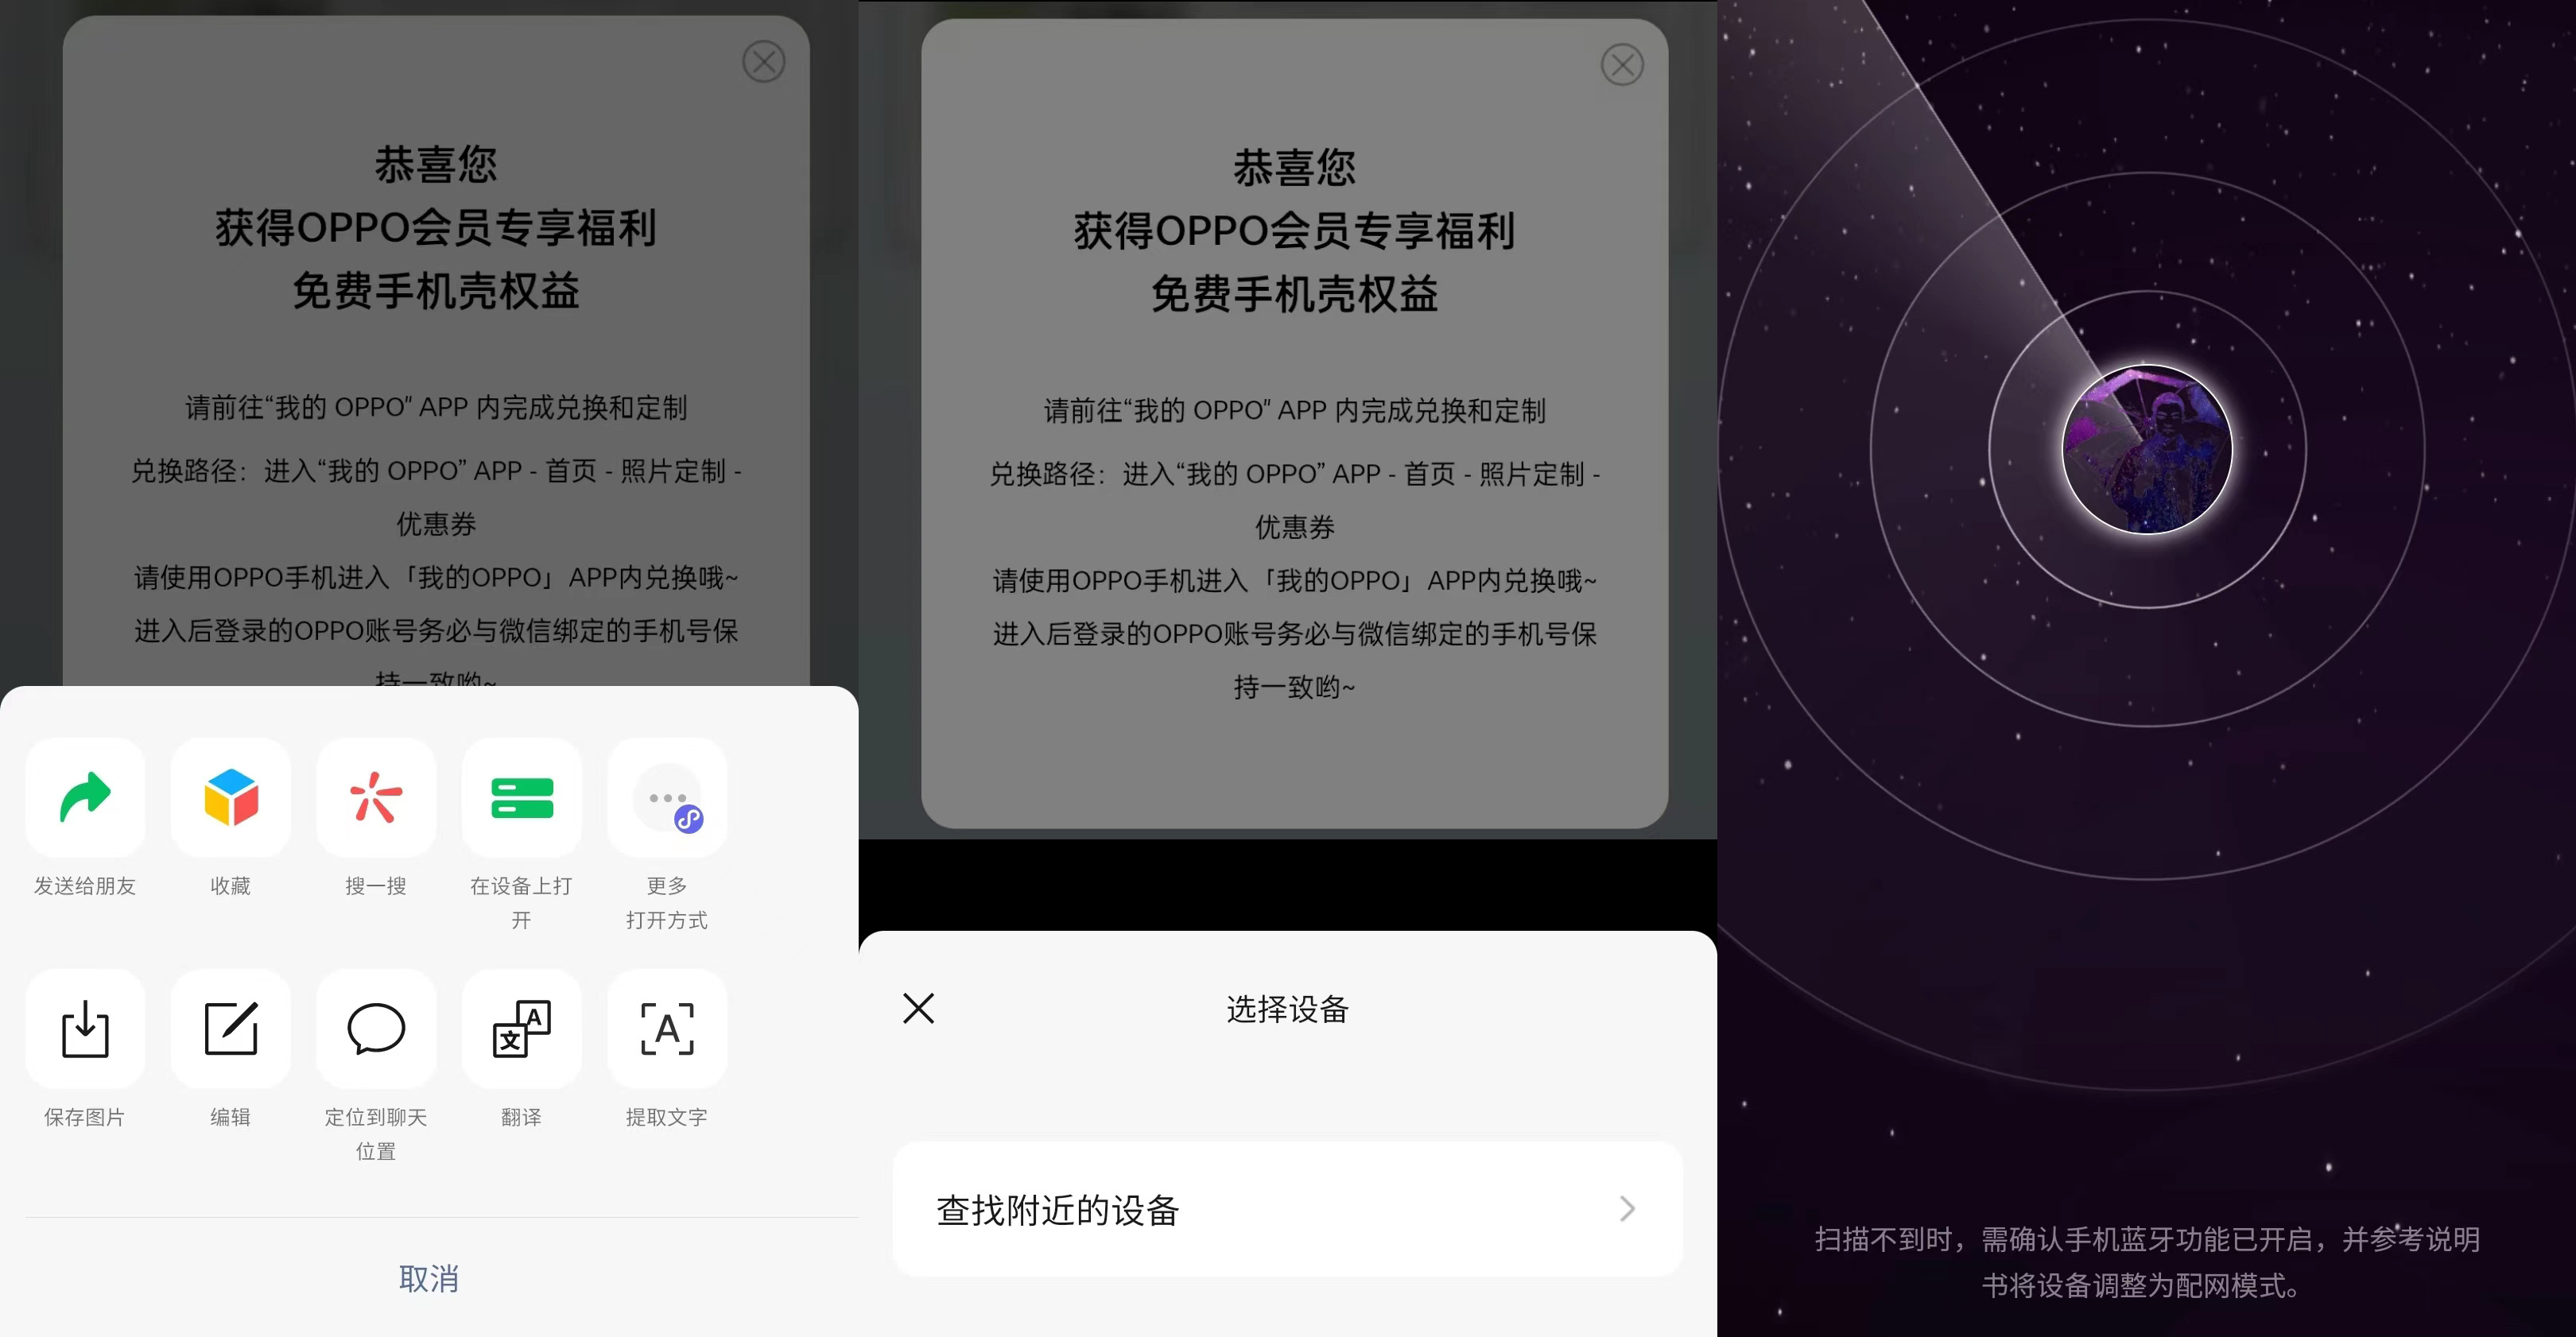 恭喜您
获得OPPO会员专享福利
免费手机壳权益
请前往“我的 OPPO” APP 内完成兑换和定制
兑换路径：进入“我的 OPPO” APP - 首页 - 照片定制 -
优惠券
请使用OPPO手机进入「我的OPPO」APP内兑换哦~
进入后登录的OPPO账号务必与微信绑定的手机号保
持一致哟~
发送给朋友
收藏
搜一搜
在设备上打
开
更多
打开方式
保存图片
编辑
定位到聊天
位置
翻译
提取文字
取消
恭喜您
获得OPPO会员专享福利
免费手机壳权益
请前往“我的 OPPO” APP 内完成兑换和定制
兑换路径：进入“我的 OPPO” APP - 首页 - 照片定制 -
优惠券
请使用OPPO手机进入「我的OPPO」APP内兑换哦~
进入后登录的OPPO账号务必与微信绑定的手机号保
持一致哟~
选择设备
查找附近的设备
扫描不到时，需确认手机蓝牙功能已开启，并参考说明
书将设备调整为配网模式。